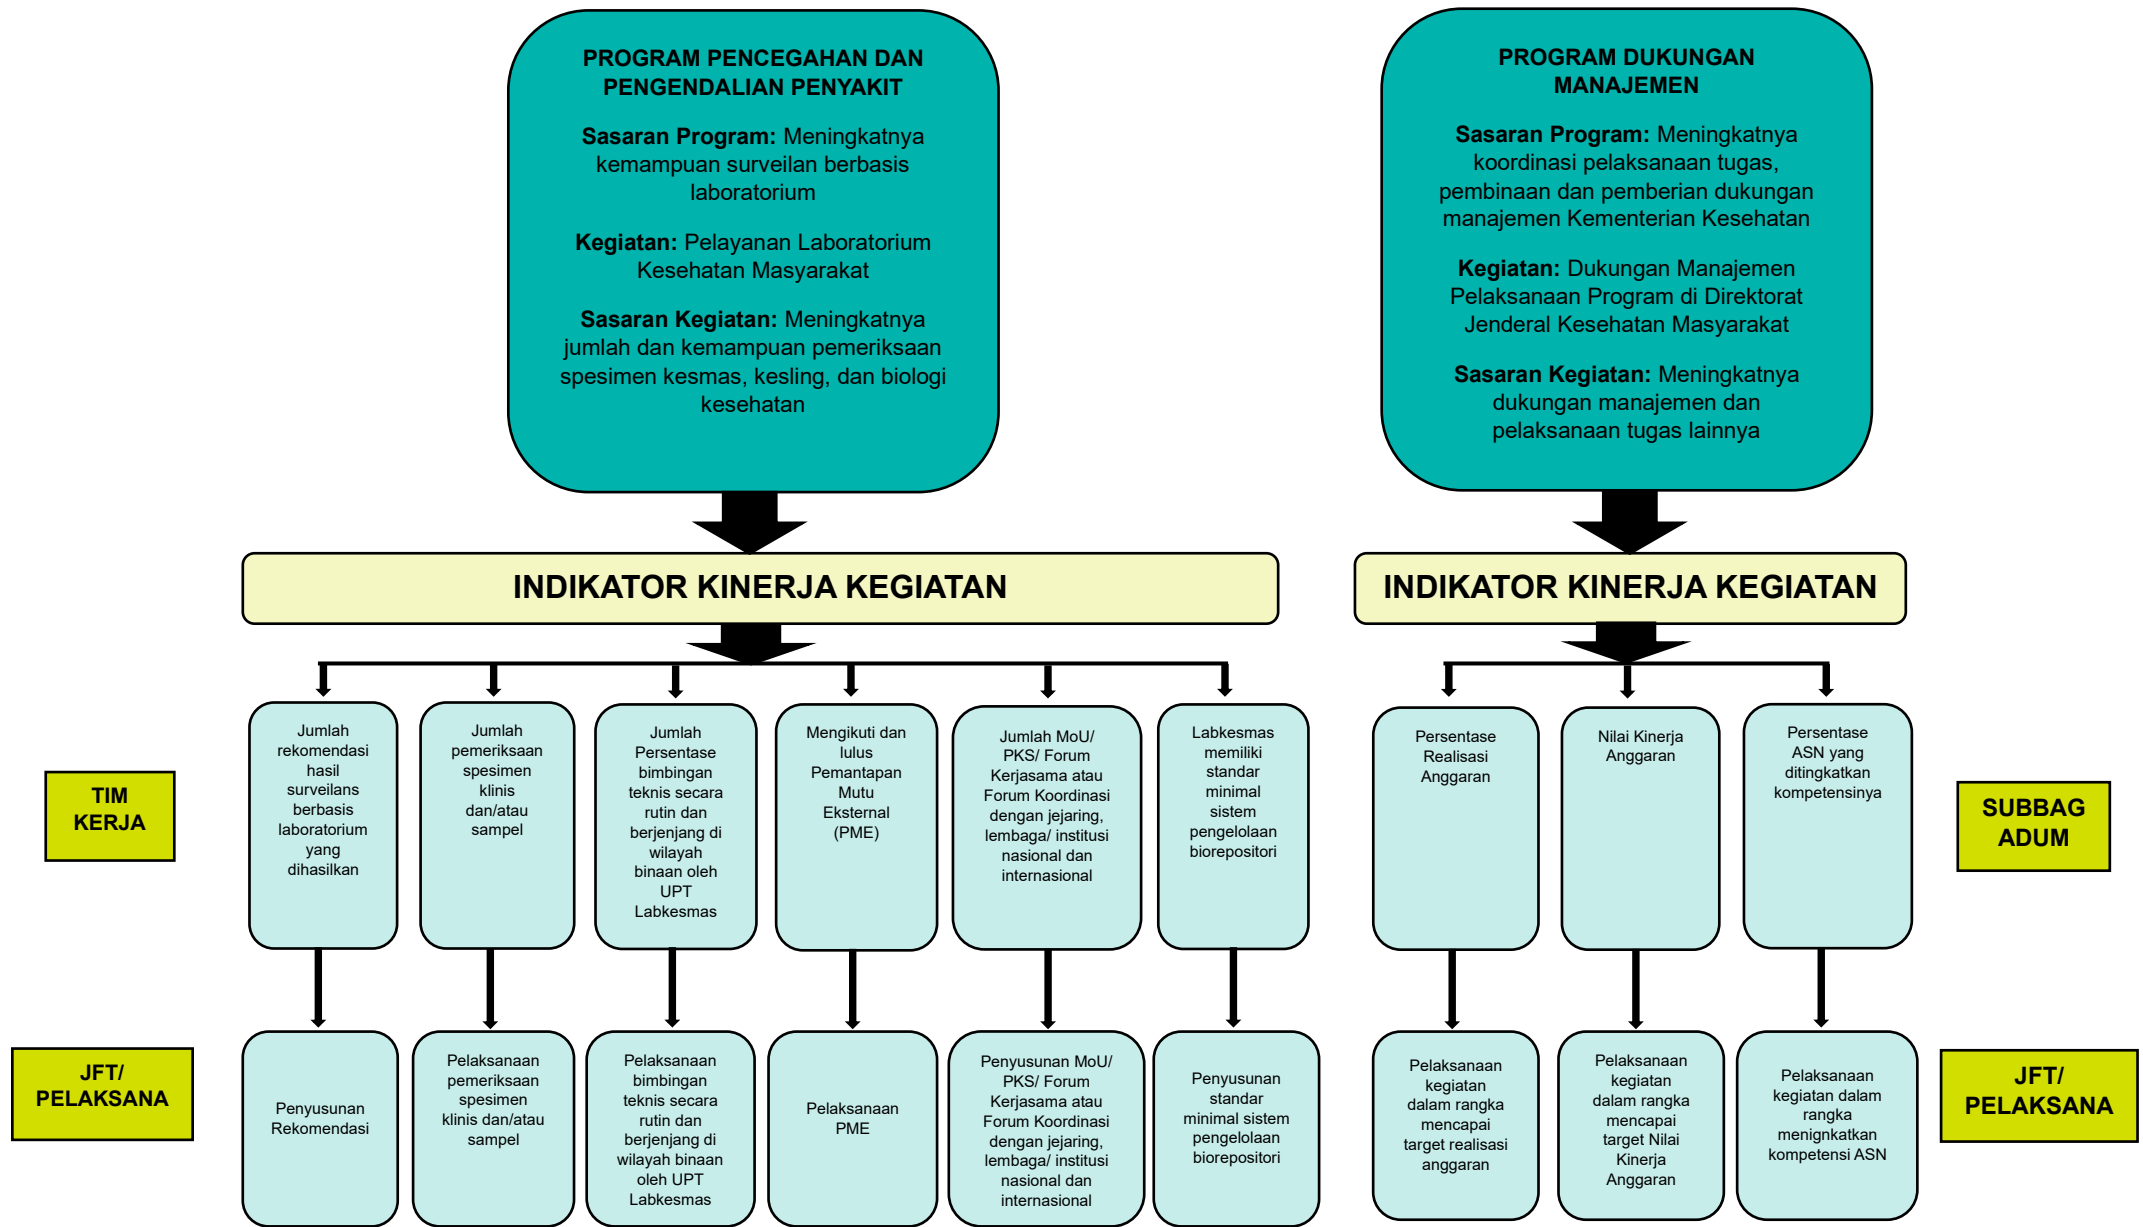 PROGRAM PENCEGAHAN DAN
PENGENDALIAN PENYAKIT
Sasaran Program: Meningkatnya
kemampuan surveilan berbasis
laboratorium
Kegiatan: Pelayanan Laboratorium
Kesehatan Masyarakat
Sasaran Kegiatan: Meningkatnya
jumlah dan kemampuan pemeriksaan
spesimen kesmas, kesling, dan biologi
kesehatan
PROGRAM DUKUNGAN
MANAJEMEN
Sasaran Program: Meningkatnya
koordinasi pelaksanaan tugas,
pembinaan dan pemberian dukungan
manajemen Kementerian Kesehatan
Kegiatan: Dukungan Manajemen
Pelaksanaan Program di Direktorat
Jenderal Kesehatan Masyarakat
Sasaran Kegiatan: Meningkatnya
dukungan manajemen dan
pelaksanaan tugas lainnya
INDIKATOR KINERJA KEGIATAN
INDIKATOR KINERJA KEGIATAN
TIM
KERJA
Jumlah
rekomendasi
hasil
surveilans
berbasis
laboratorium
yang
dihasilkan
Jumlah
pemeriksaan
spesimen
klinis
dan/atau
sampel
Jumlah
Persentase
bimbingan
teknis secara
rutin dan
berjenjang di
wilayah
binaan oleh
UPT
Labkesmas
Mengikuti dan
lulus
Pemantapan
Mutu
Eksternal
(PME)
Jumlah MoU/
PKS/ Forum
Kerjasama atau
Forum Koordinasi
dengan jejaring,
lembaga/ institusi
nasional dan
internasional
Labkesmas
memiliki
standar
minimal
sistem
pengelolaan
biorepositori
Persentase
Realisasi
Anggaran
Nilai Kinerja
Anggaran
Persentase
ASN yang
ditingkatkan
kompetensinya
SUBBAG
ADUM
JFT/
PELAKSANA
Penyusunan
Rekomendasi
Pelaksanaan
pemeriksaan
spesimen
klinis dan/atau
sampel
Pelaksanaan
bimbingan
teknis secara
rutin dan
berjenjang di
wilayah binaan
oleh UPT
Labkesmas
Pelaksanaan
PME
Penyusunan MoU/
PKS/ Forum
Kerjasama atau
Forum Koordinasi
dengan jejaring,
lembaga/ institusi
nasional dan
internasional
Penyusunan
standar
minimal sistem
pengelolaan
biorepositori
Pelaksanaan
kegiatan
dalam rangka
mencapai
target realisasi
anggaran
Pelaksanaan
kegiatan
dalam rangka
mencapai
target Nilai
Kinerja
Anggaran
Pelaksanaan
kegiatan dalam
rangka
menignkatkan
kompetensi ASN
JFT/
PELAKSANA